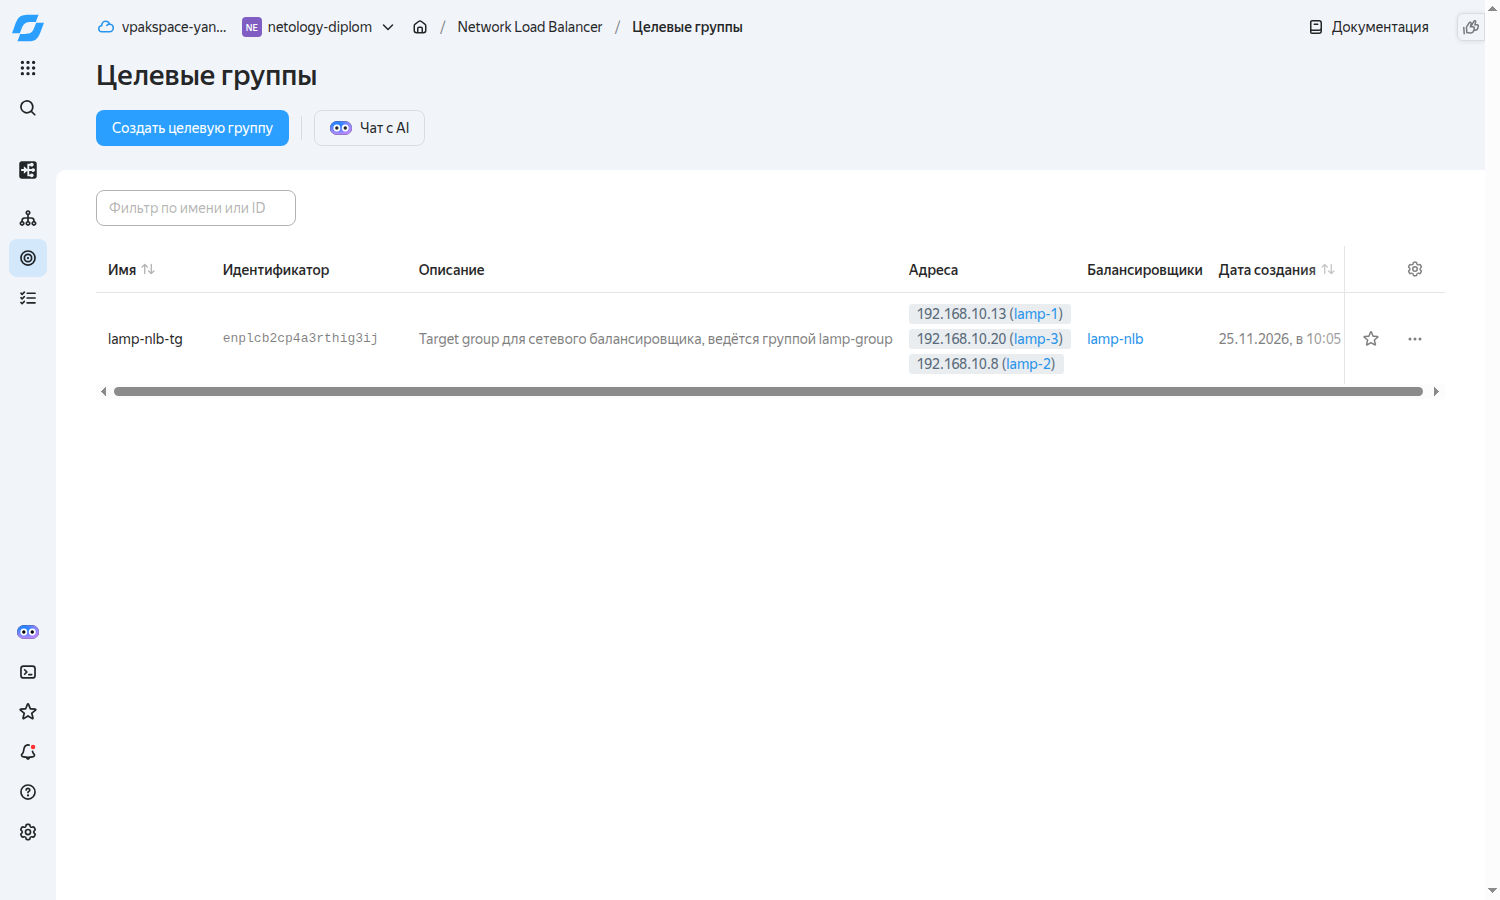 vpakspace-yan... NE netology-diplom / Network Load Balancer / Целевые группы Документация
Целевые группы
Создать целевую группу Чат с AI
Фильтр по имени или ID
Имя Идентификатор Описание Адреса Балансировщики Дата создания
192.168.10.13 (lamp-1)
lamp-nlb-tg enplcb2cp4a3rthig3ij Target group для сетевого балансировщика, ведётся группой lamp-group 192.168.10.20 (lamp-3) lamp-nlb 25.11.2026, в 10:05
192.168.10.8 (lamp-2)